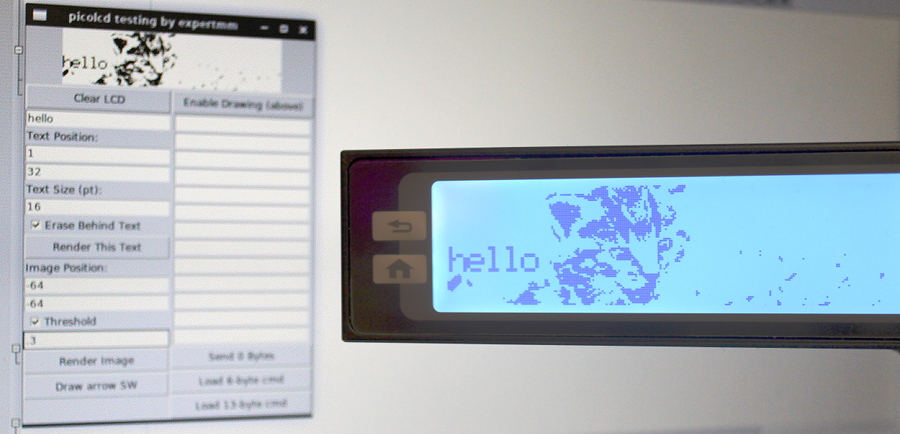 picolcd testing by expertmm
hello
Clear LCD
Enable Drawing (above)
hello
Text Position:
1
32
Text Size (pt):
16
Erase Behind Text
Render This Text
Image Position:
-64
-64
Threshold
.3
Render Image
Draw arrow SW
Send 0 Bytes
Load 6-byte cmd
Load 13-byte cmd
hello